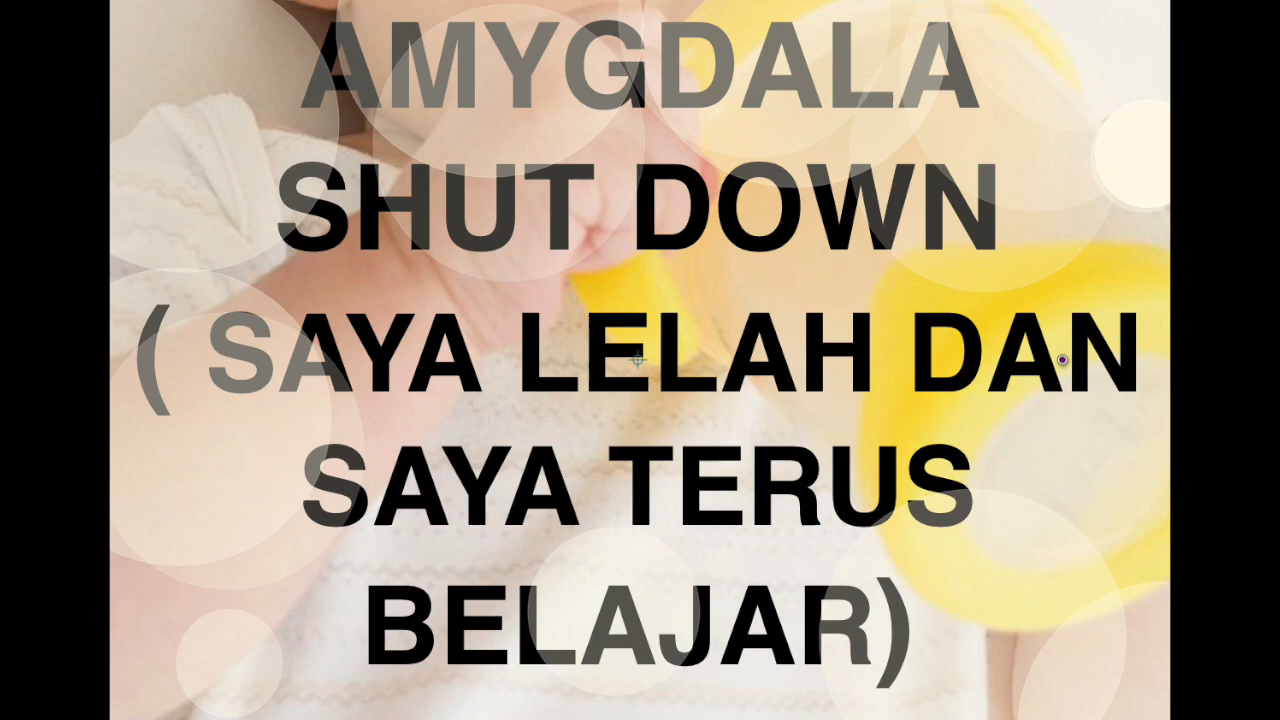 AMYGDALA
SHUT DOWN
( SAYA LELAH DAN
SAYA TERUS
BELAJAR)